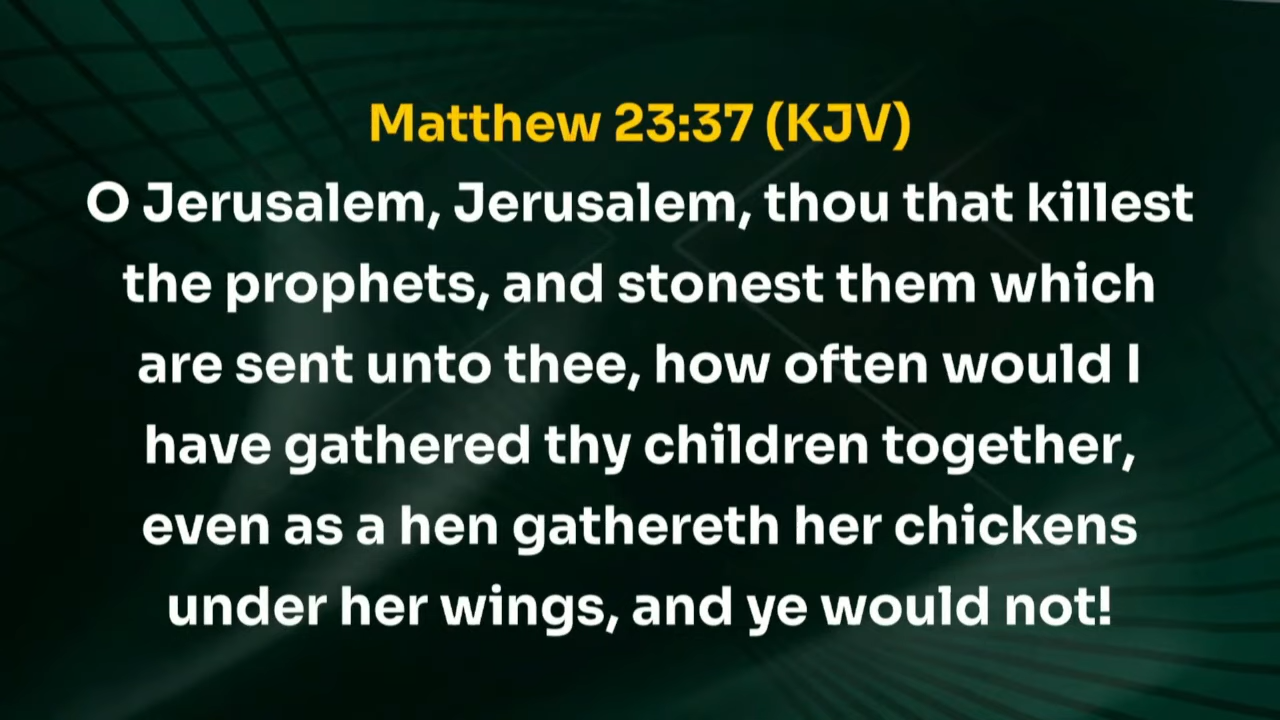 Matthew 23:37 (KJV)
O Jerusalem, Jerusalem, thou that killest
the prophets, and stonest them which
are sent unto thee, how often would I
have gathered thy children together,
even as a hen gathereth her chickens
under her wings, and ye would not!